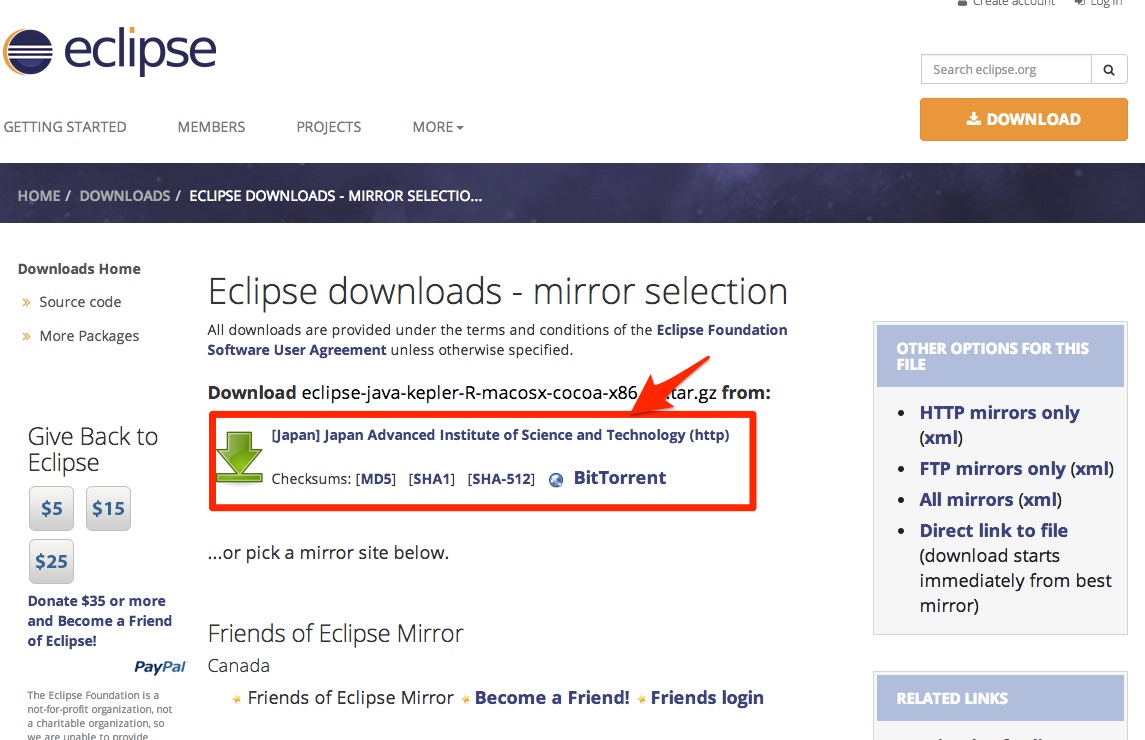 Create account Log in
eclipse
Search eclipse.org
DOWNLOAD
GETTING STARTED MEMBERS PROJECTS MORE
HOME / DOWNLOADS / ECLIPSE DOWNLOADS - MIRROR SELECTIO...
Downloads Home
» Source code
» More Packages
Give Back to
Eclipse
$5 $15
$25
Donate $35 or more
and Become a Friend
of Eclipse!
PayPal
The Eclipse Foundation is a
not-for-profit organization, not
a charitable organization, so
we are unable to provide
Eclipse downloads - mirror selection
All downloads are provided under the terms and conditions of the Eclipse Foundation
Software User Agreement unless otherwise specified.
Download eclipse-java-kepler-R-macosx-cocoa-x86 .tar.gz from:
[Japan] Japan Advanced Institute of Science and Technology (http)
Checksums: [MD5] [SHA1] [SHA-512] BitTorrent
...or pick a mirror site below.
Friends of Eclipse Mirror
Canada
Friends of Eclipse Mirror Become a Friend! Friends login
OTHER OPTIONS FOR THIS
FILE
• HTTP mirrors only
(xml)
• FTP mirrors only (xml)
• All mirrors (xml)
• Direct link to file
(download starts
immediately from best
mirror)
RELATED LINKS